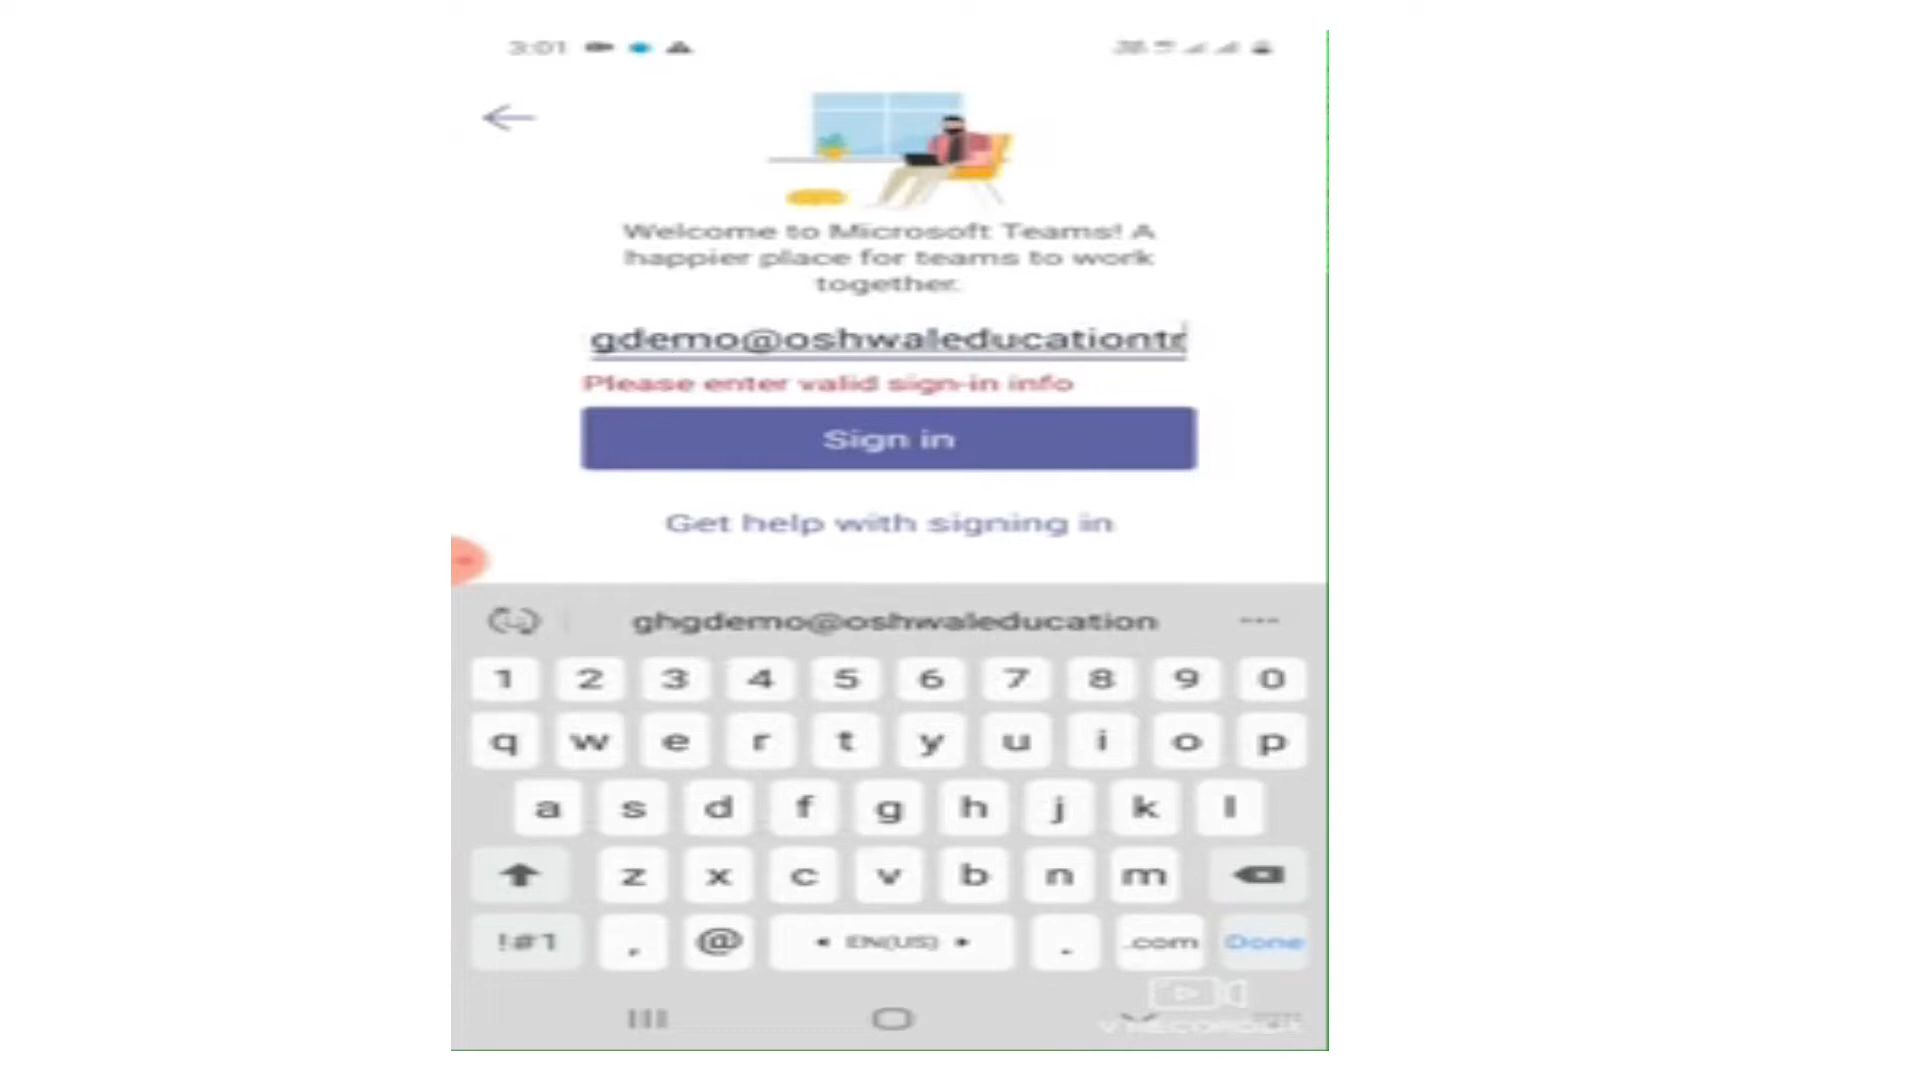 3:01
Welcome to Microsoft Teams! A
happier place for teams to work
together.
gdemo@oshwaleducationtr
Please enter valid sign-in info
Sign in
Get help with signing in
ghgdemo@oshwaleducation
1 2 3 4 5 6 7 8 9 0
q w e r t y u i o p
a s d f g h j k l
z x c v b n m
!#1 , @ EN(US) . .com Done